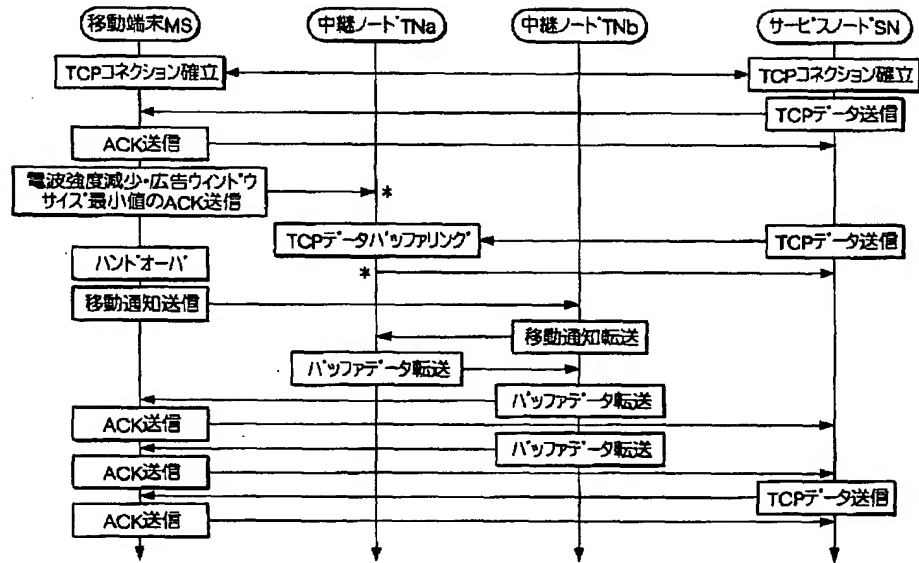 移動端末MS
中継ノードTNa
中継ノードTNb
サービスノードSN
TCPコネクション確立
TCPコネクション確立
TCPデータ送信
ACK送信
電波強度減少・広告ウィンドウ
サイズ最小値のACK送信
*
TCPデータバッファリング
TCPデータ送信
ハンドオーバ
*
移動通知送信
移動通知転送
バッファデータ転送
バッファデータ転送
ACK送信
バッファデータ転送
ACK送信
TCPデータ送信
ACK送信